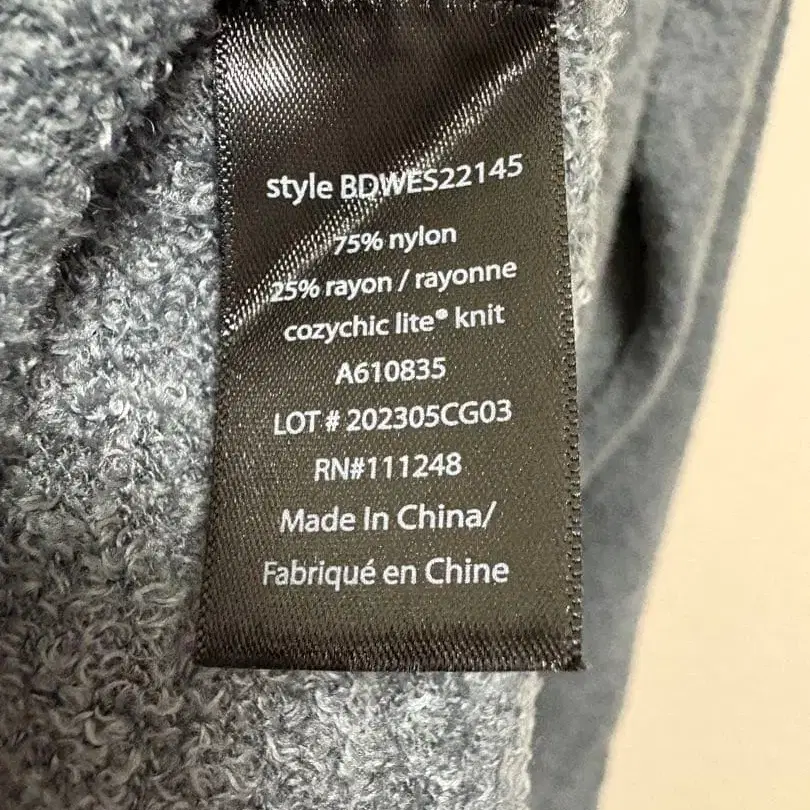 style BDWES22145
75% nylon
25% rayon / rayonne
cozychic lite® knit
A610835
LOT # 202305CG03
RN#111248
Made In China/
Fabriqué en Chine